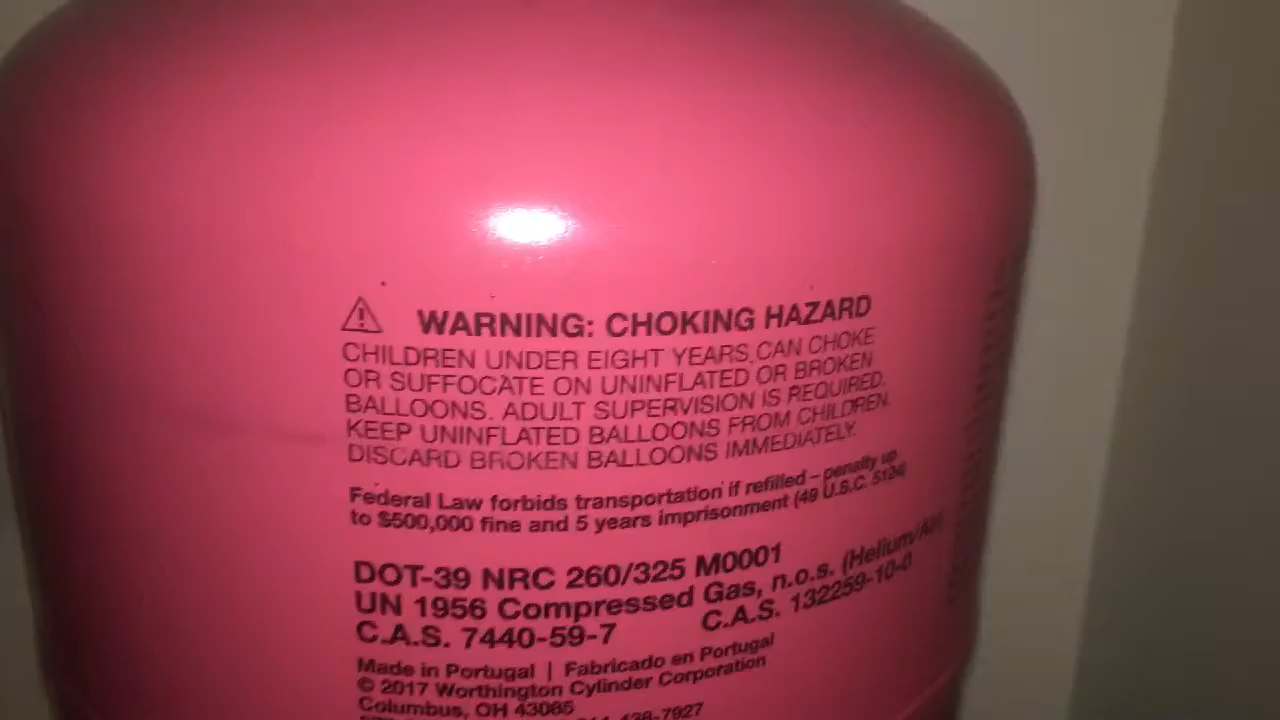 WARNING: CHOKING HAZARD
CHILDREN UNDER EIGHT YEARS CAN CHOKE
OR SUFFOCATE ON UNINFLATED OR BROKEN
BALLOONS. ADULT SUPERVISION IS REQUIRED.
KEEP UNINFLATED BALLOONS FROM CHILDREN.
DISCARD BROKEN BALLOONS IMMEDIATELY.
Federal Law forbids transportation if refilled – penalty up
to $500,000 fine and 5 years imprisonment (49 U.S.C. 5124)
DOT-39 NRC 260/325 M0001
UN 1956 Compressed Gas, n.o.s. (Helium/
C.A.S. 7440-59-7 C.A.S. 132259-10-0
Made in Portugal | Fabricado en Portugal
© 2017 Worthington Cylinder Corporation
Columbus, OH 43085
438-7927